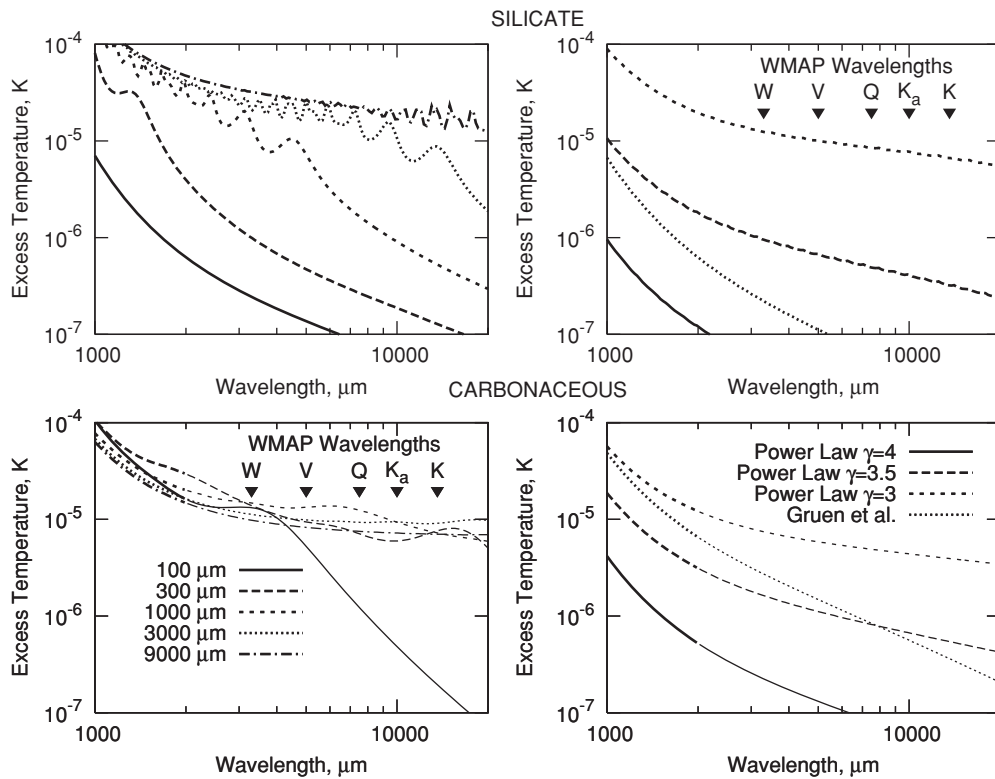 SILICATE
Excess Temperature, K
10-4
10-5
10-6
10-7
1000
10000
Wavelength, μm
Excess Temperature, K
10-4
10-5
10-6
10-7
WMAP Wavelengths
W V Q Ka K
1000
10000
Wavelength, μm
CARBONACEOUS
Excess Temperature, K
10-4
10-5
10-6
10-7
WMAP Wavelengths
W V Q Ka K
100 μm
300 μm
1000 μm
3000 μm
9000 μm
1000
10000
Wavelength, μm
Excess Temperature, K
10-4
10-5
10-6
10-7
Power Law γ=4
Power Law γ=3.5
Power Law γ=3
Gruen et al.
1000
10000
Wavelength, μm